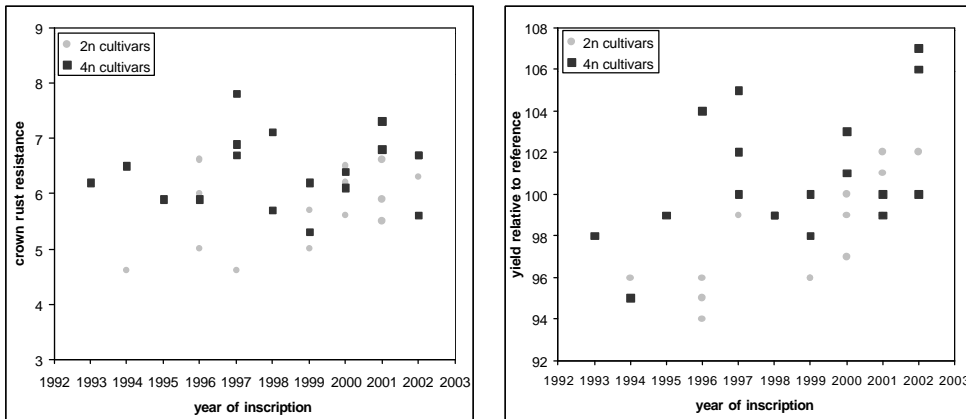 9
8
7
6
5
4
3
1992 1993 1994 1995 1996 1997 1998 1999 2000 2001 2002 2003
year of inscription
crown rust resistance
2n cultivars
4n cultivars
108
106
104
102
100
98
96
94
92
1992 1993 1994 1995 1996 1997 1998 1999 2000 2001 2002 2003
year of inscription
yield relative to reference
2n cultivars
4n cultivars